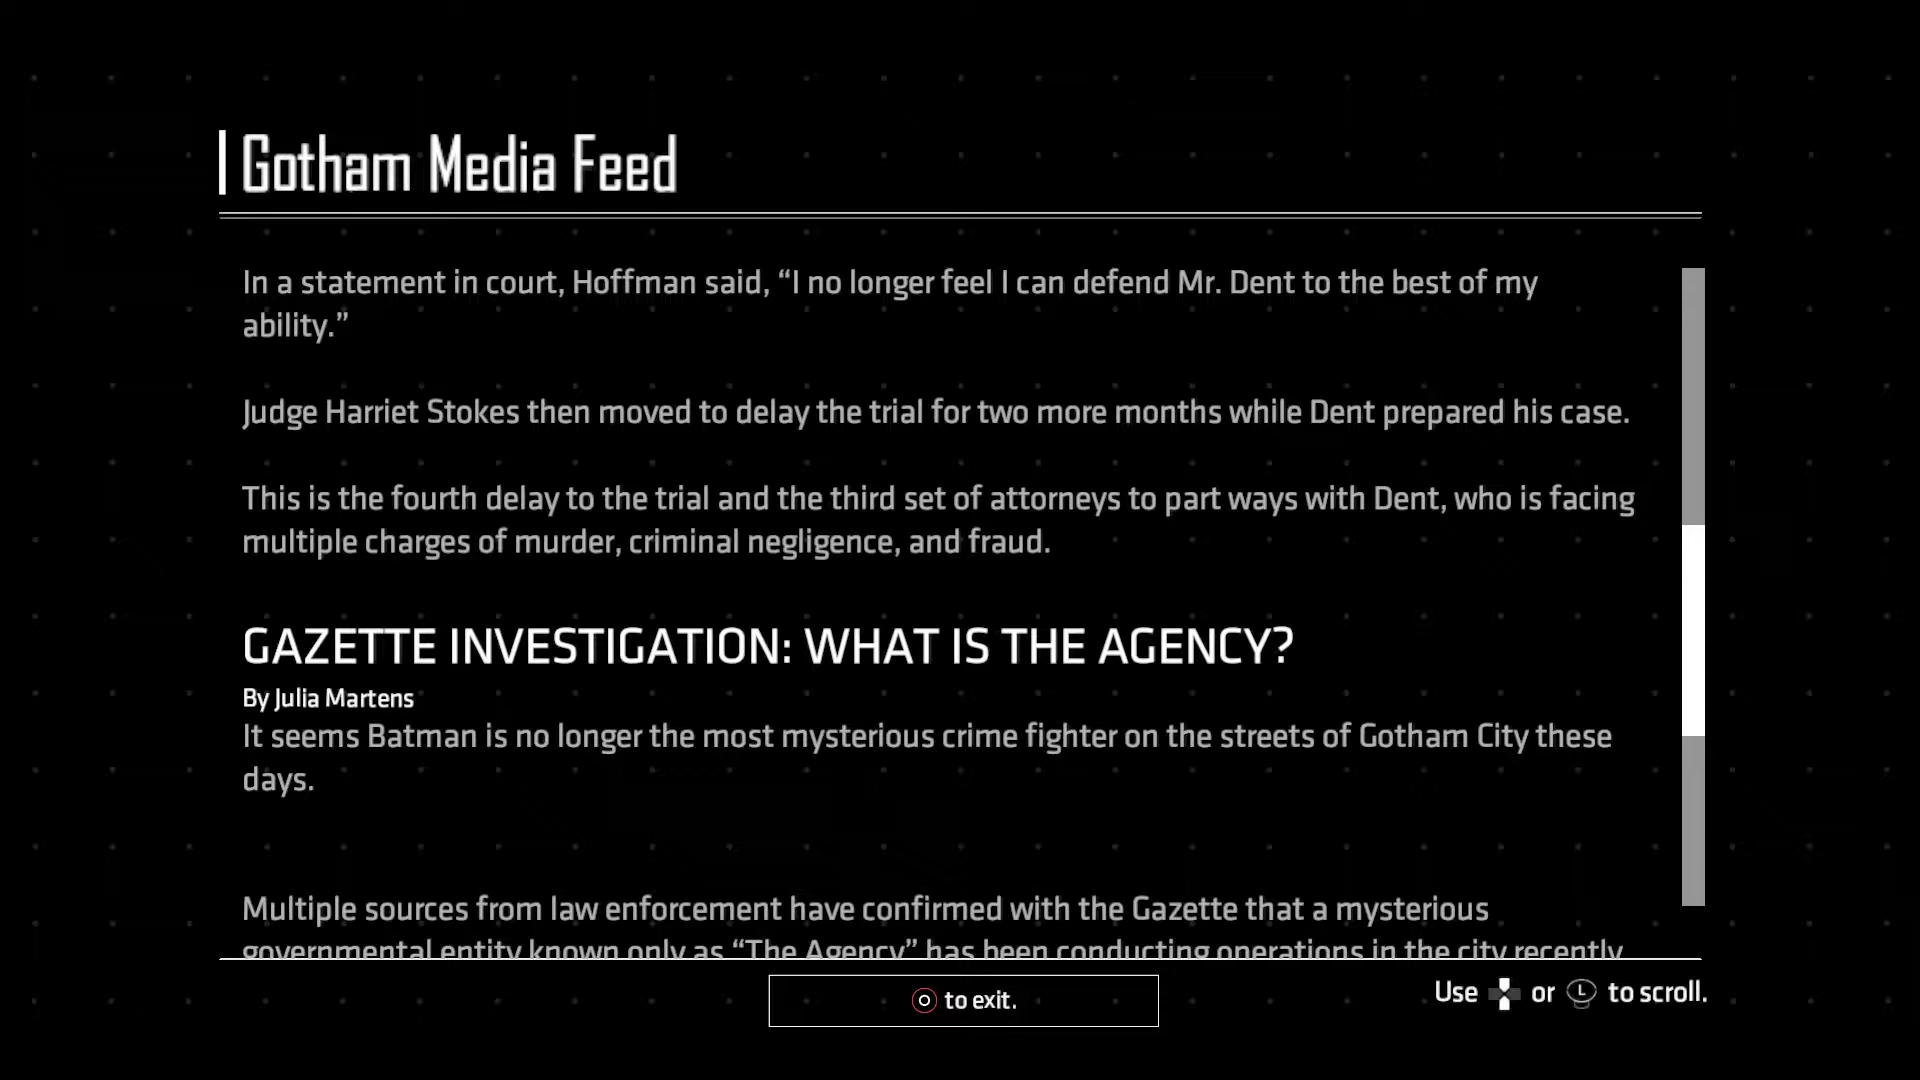 Gotham Media Feed
In a statement in court, Hoffman said, “I no longer feel I can defend Mr. Dent to the best of my
ability.”
Judge Harriet Stokes then moved to delay the trial for two more months while Dent prepared his case.
This is the fourth delay to the trial and the third set of attorneys to part ways with Dent, who is facing
multiple charges of murder, criminal negligence, and fraud.
GAZETTE INVESTIGATION: WHAT IS THE AGENCY?
By Julia Martens
It seems Batman is no longer the most mysterious crime fighter on the streets of Gotham City these
days.
Multiple sources from law enforcement have confirmed with the Gazette that a mysterious
governmental entity known only as “The Agency” has been conducting operations in the city recently
to exit.
Use or L to scroll.